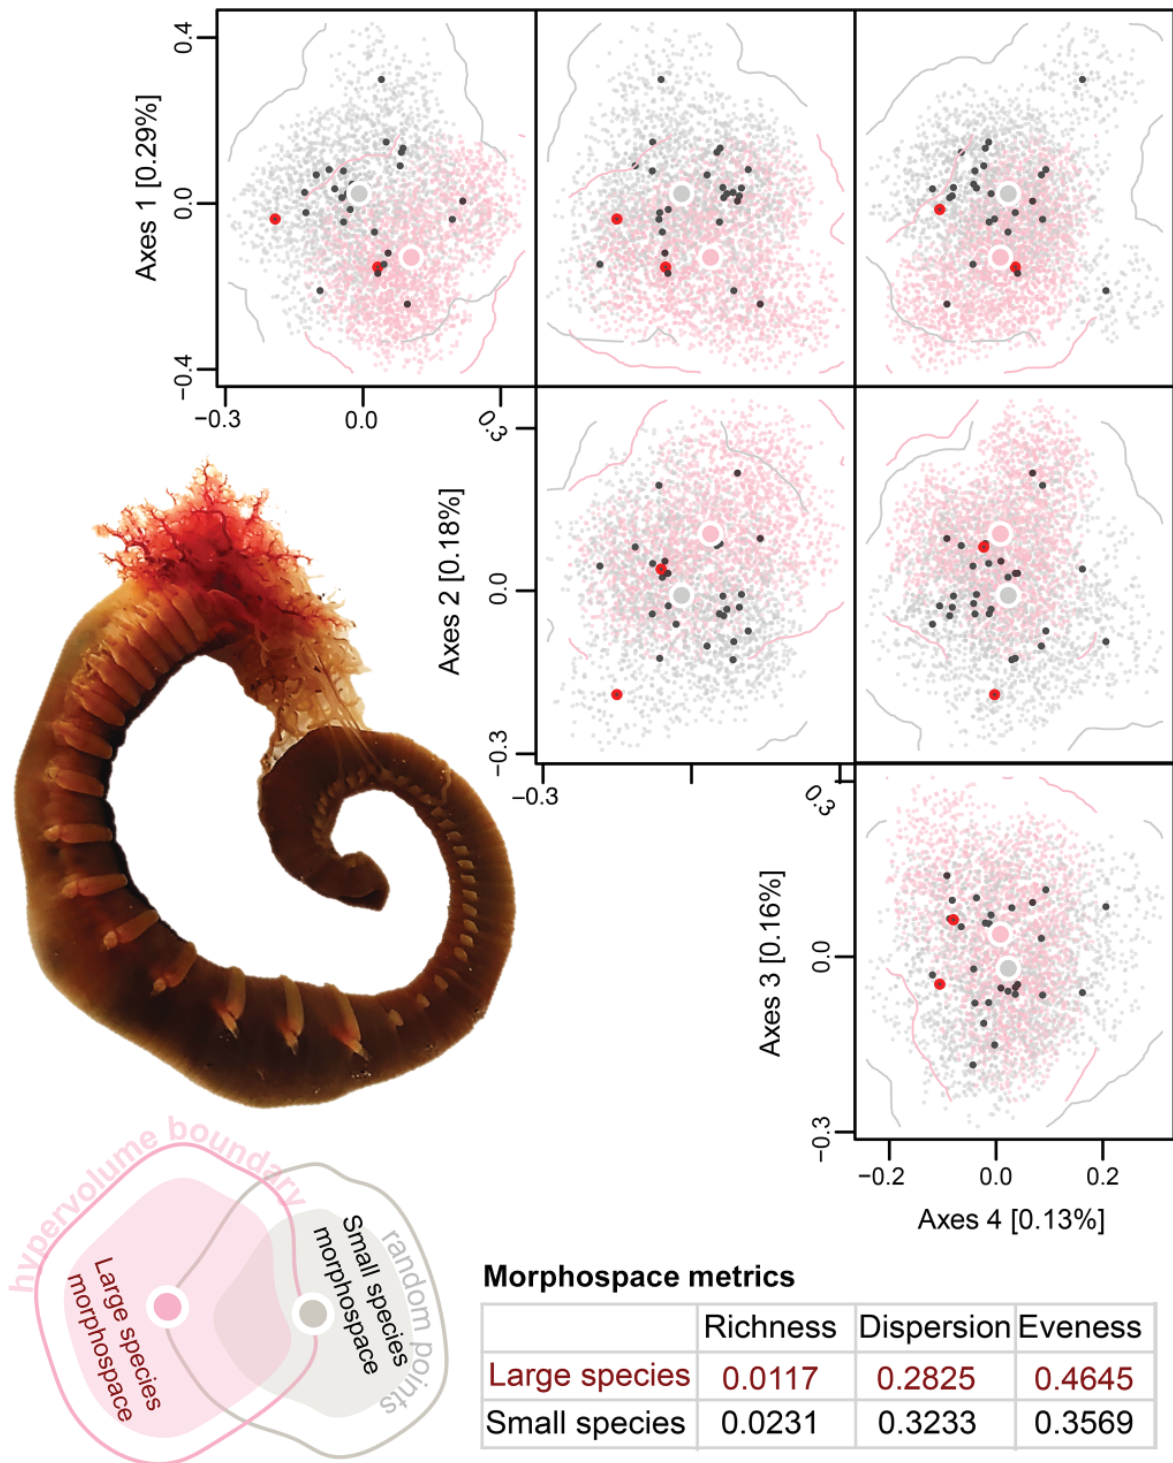 0.4
0.0
−0.4
Axes 1 [0.29%]
−0.3
0.0
0.3
0.3
0.0
−0.3
Axes 2 [0.18%]
−0.3
0.3
0.0
−0.3
Axes 3 [0.16%]
−0.2
0.0
0.2
Axes 4 [0.13%]
hypervolume boundary
Large species
morphospace
Small species
morphospace
random points
Morphospace metrics
Richness Dispersion Eveness
Large species 0.0117 0.2825 0.4645
Small species 0.0231 0.3233 0.3569